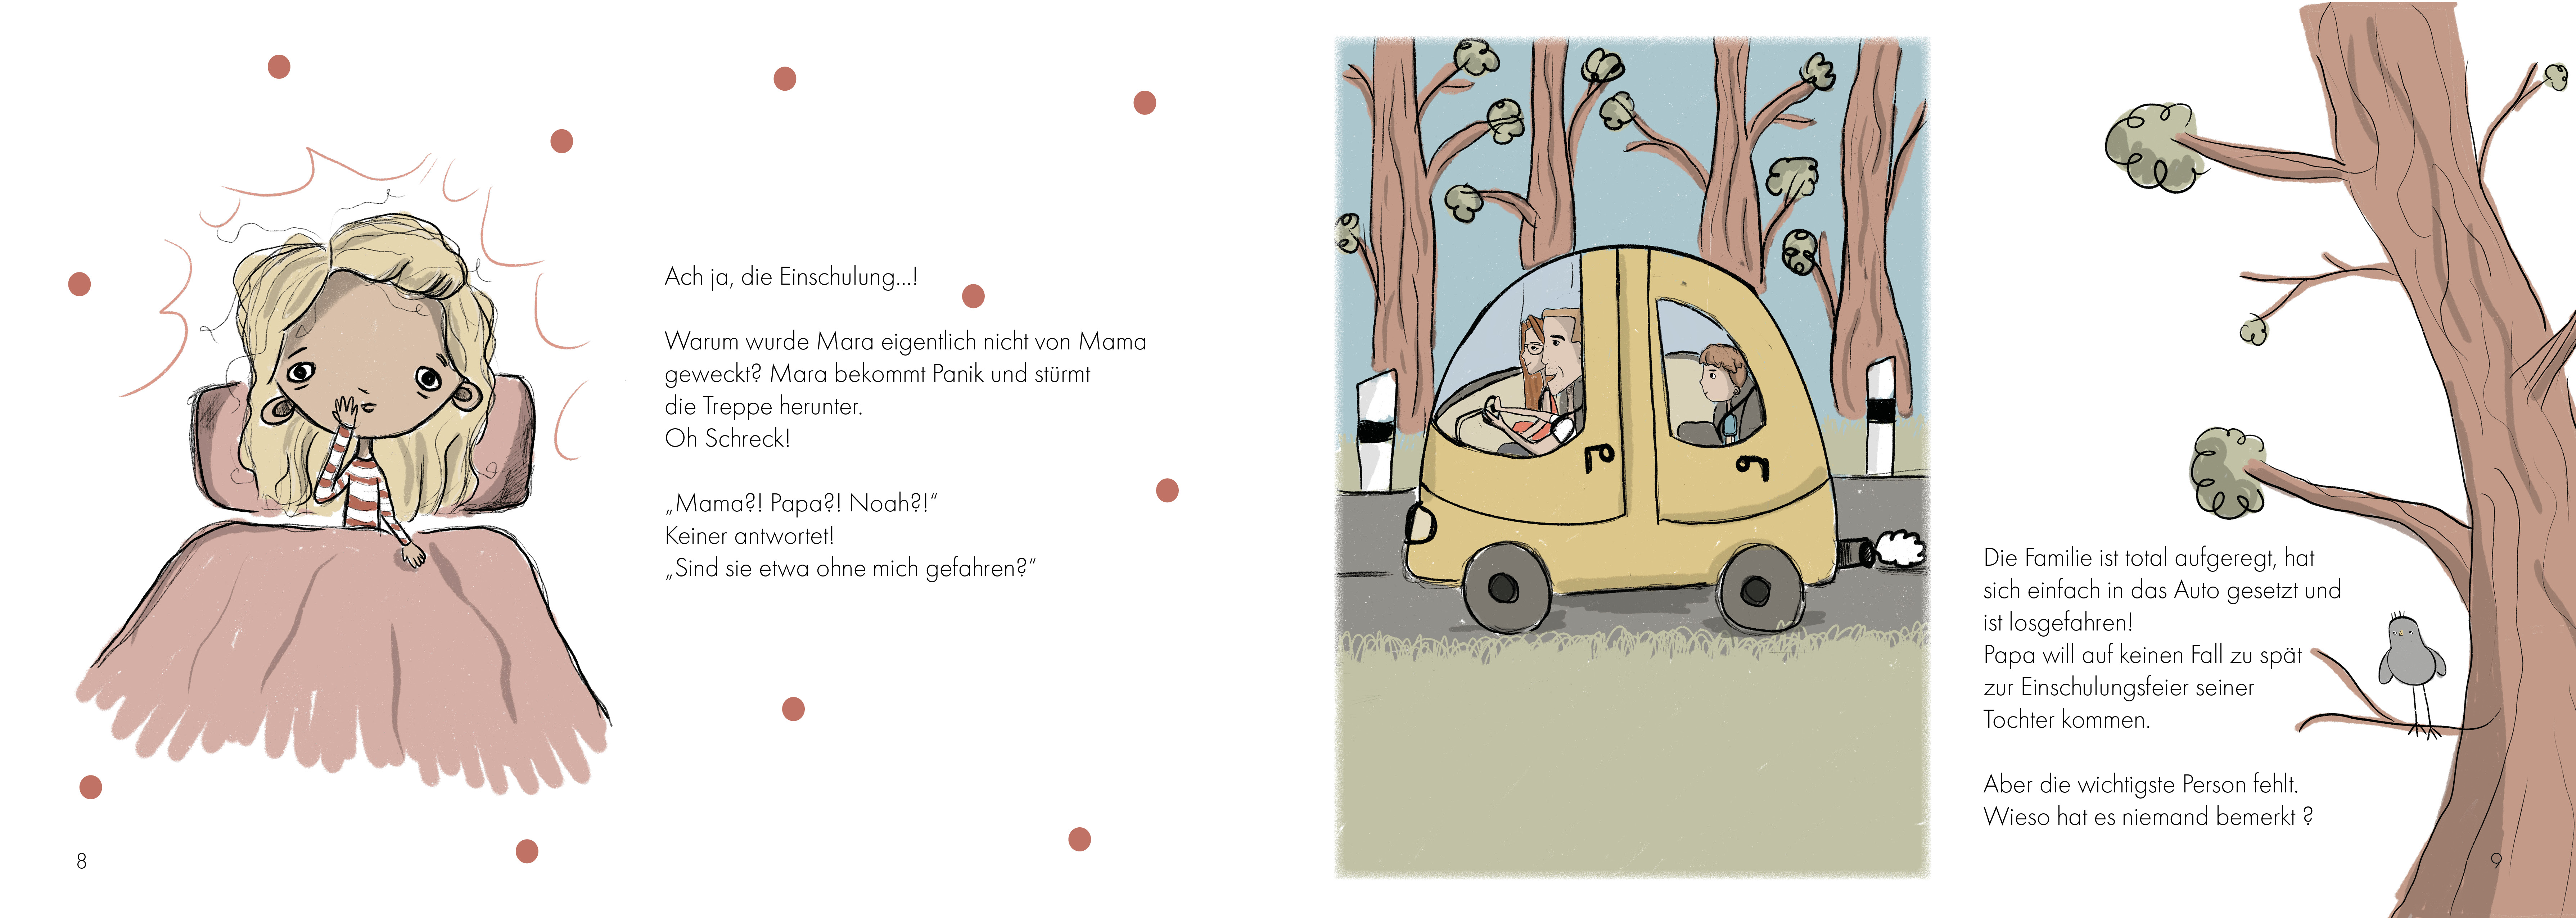 Ach ja, die Einschulung...!
Warum wurde Mara eigentlich nicht von Mama
geweckt? Mara bekommt Panik und stürmt
die Treppe herunter.
Oh Schreck!
„Mama?! Papa?! Noah?!“
Keiner antwortet!
„Sind sie etwa ohne mich gefahren?“
8
Die Familie ist total aufgeregt, hat
sich einfach in das Auto gesetzt und
ist losgefahren!
Papa will auf keinen Fall zu spät
zur Einschulungsfeier seiner
Tochter kommen.
Aber die wichtigste Person fehlt.
Wieso hat es niemand bemerkt ?
9